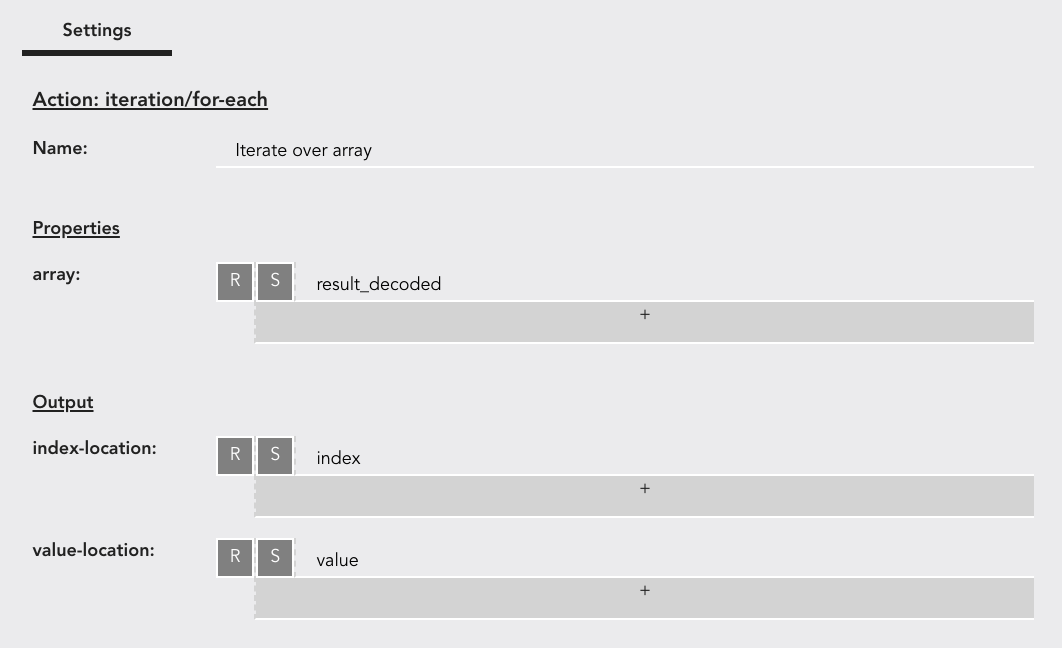 Settings
Action: iteration/for-each
Name: Iterate over array
Properties
array: R S result_decoded
+
Output
index-location: R S index
+
value-location: R S value
+